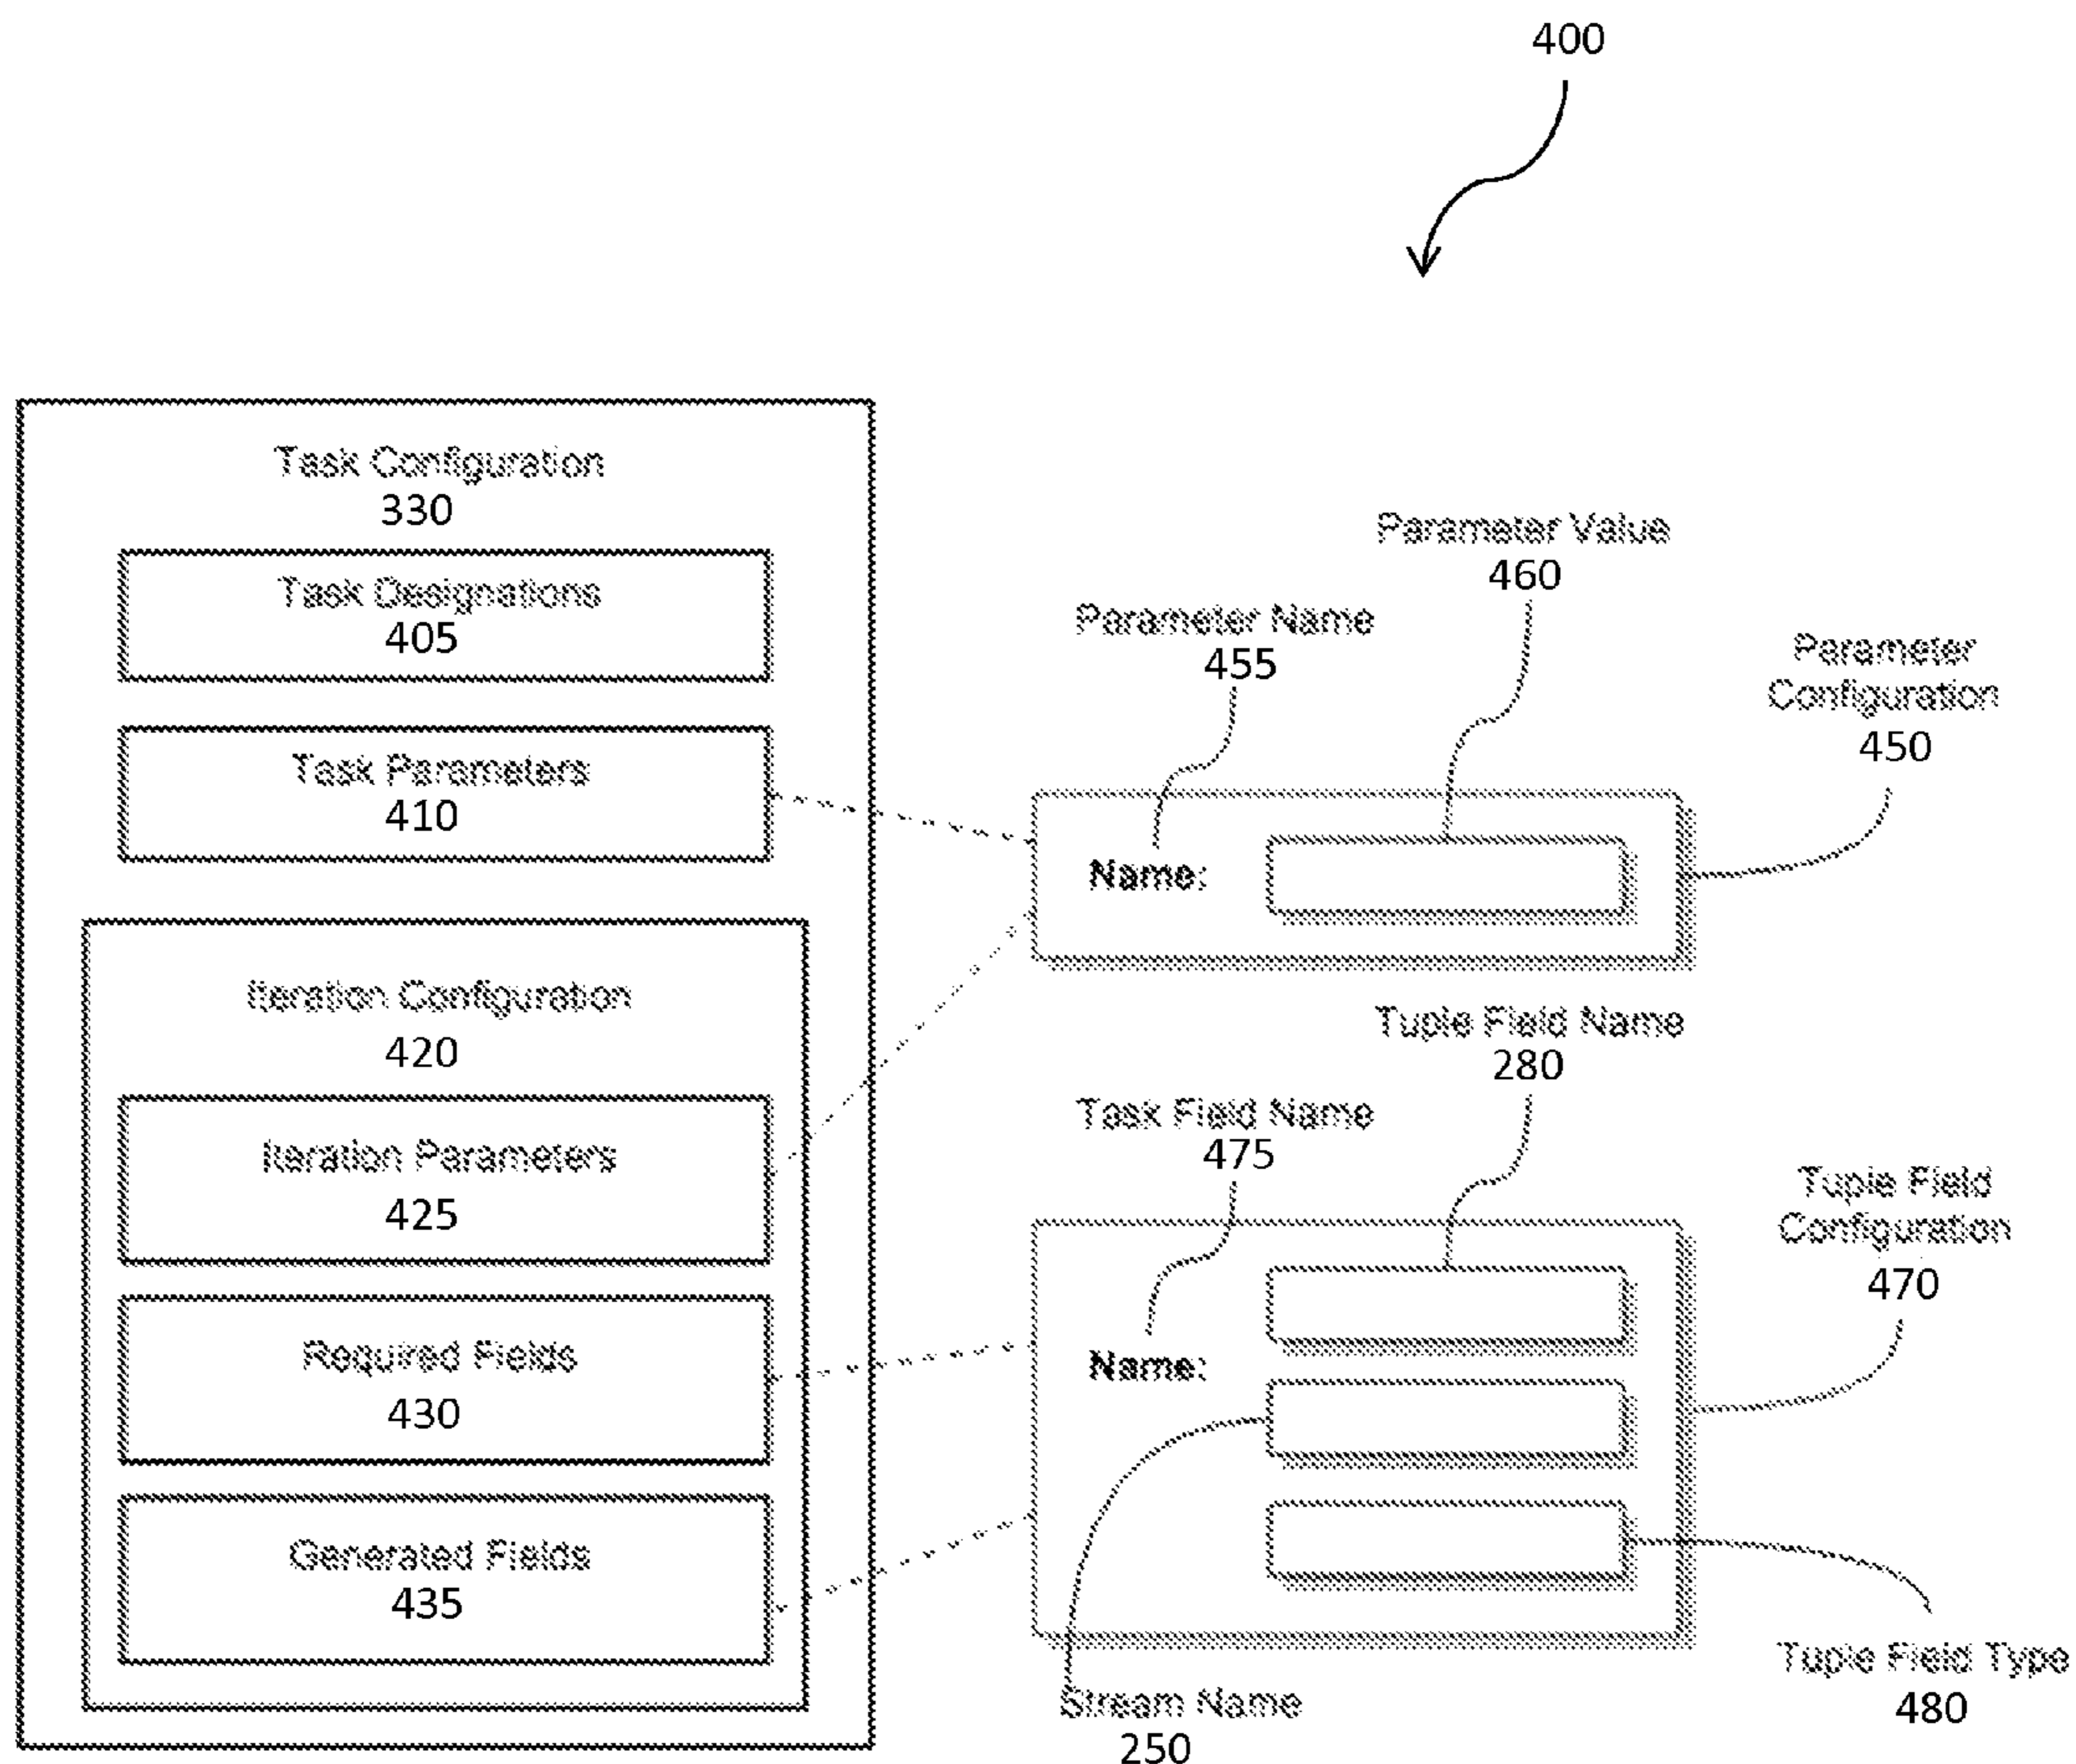 400
Task Configuration
330
Task Designations
405
Task Parameters
410
Iteration Configuration
420
Iteration Parameters
425
Required Fields
430
Generated Fields
435
Parameter Value
460
Parameter Name
455
Parameter
Configuration
450
Name:
Tuple Field Name
280
Task Field Name
475
Tuple Field
Configuration
470
Name:
Tuple Field Type
480
Stream Name
250